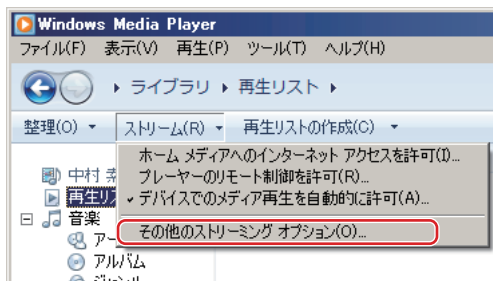 Windows Media Player
ファイル(F) 表示(V) 再生(P) ツール(T) ヘルプ(H)
ライブラリ 再生リスト
整理(O) ストリーム(R) 再生リストの作成(C)
ホーム メディアへのインターネット アクセスを許可(I)...
プレーヤーのリモート制御を許可(R)...
デバイスでのメディア再生を自動的に許可(A)...
その他のストリーミング オプション(O)...
中村
再生リ
音楽
アー
アルバム